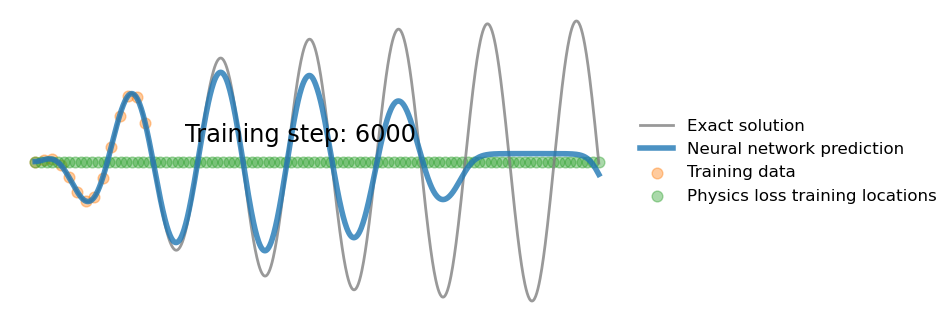 Training step: 6000
Exact solution
Neural network prediction
Training data
Physics loss training locations